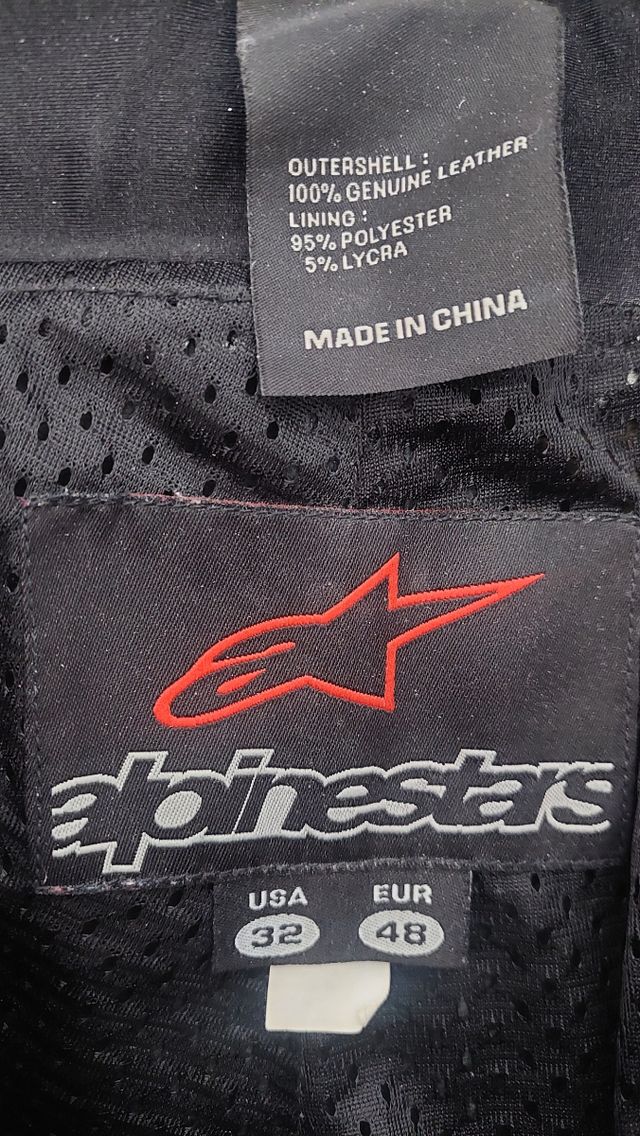 OUTERSHELL :
100% GENUINE LEATHER
LINING :
95% POLYESTER
5% LYCRA
MADE IN CHINA
alpinestars
USA EUR
32 48